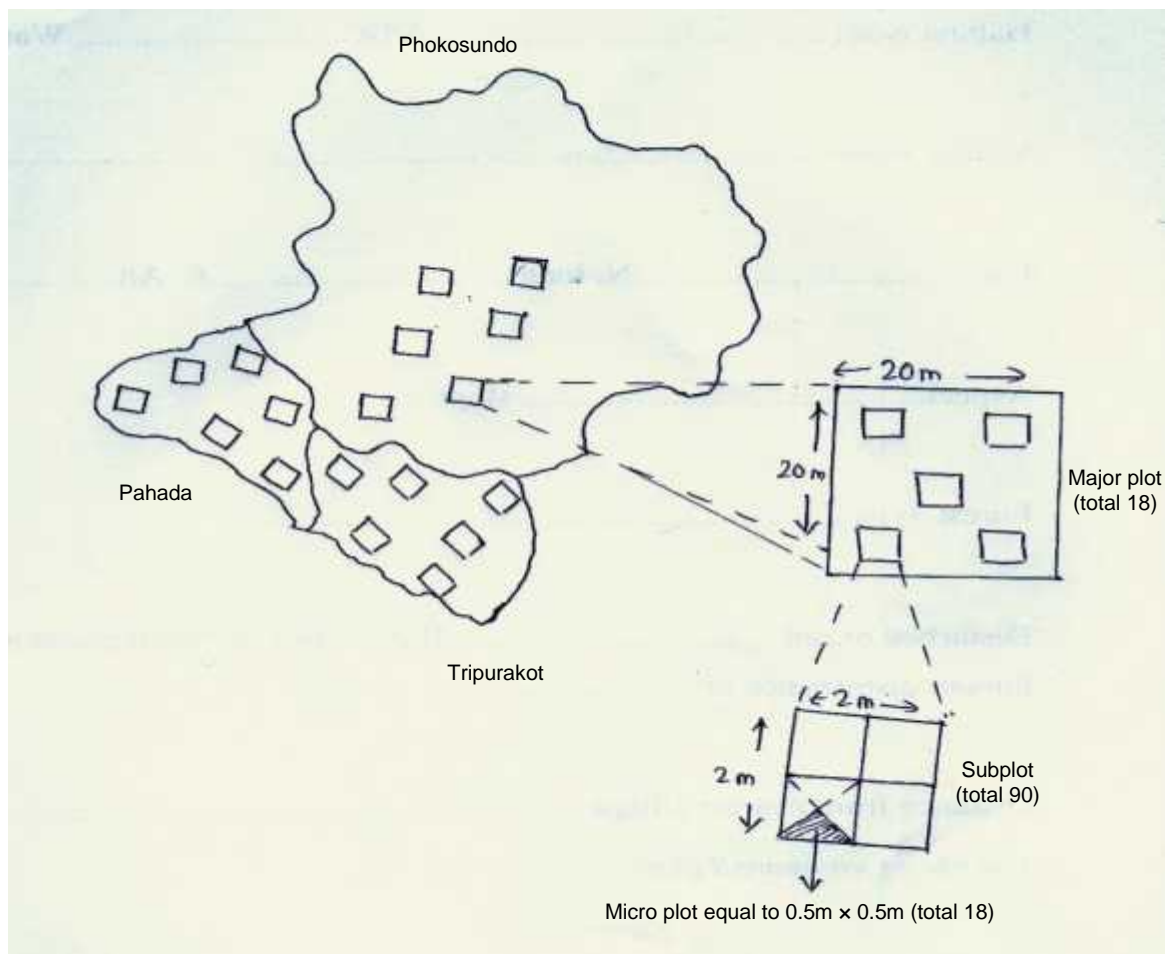 Phokosundo
20m
20m
Major plot
(total 18)
Pahada
Tripurakot
2m
2m
Subplot
(total 90)
Micro plot equal to 0.5m × 0.5m (total 18)